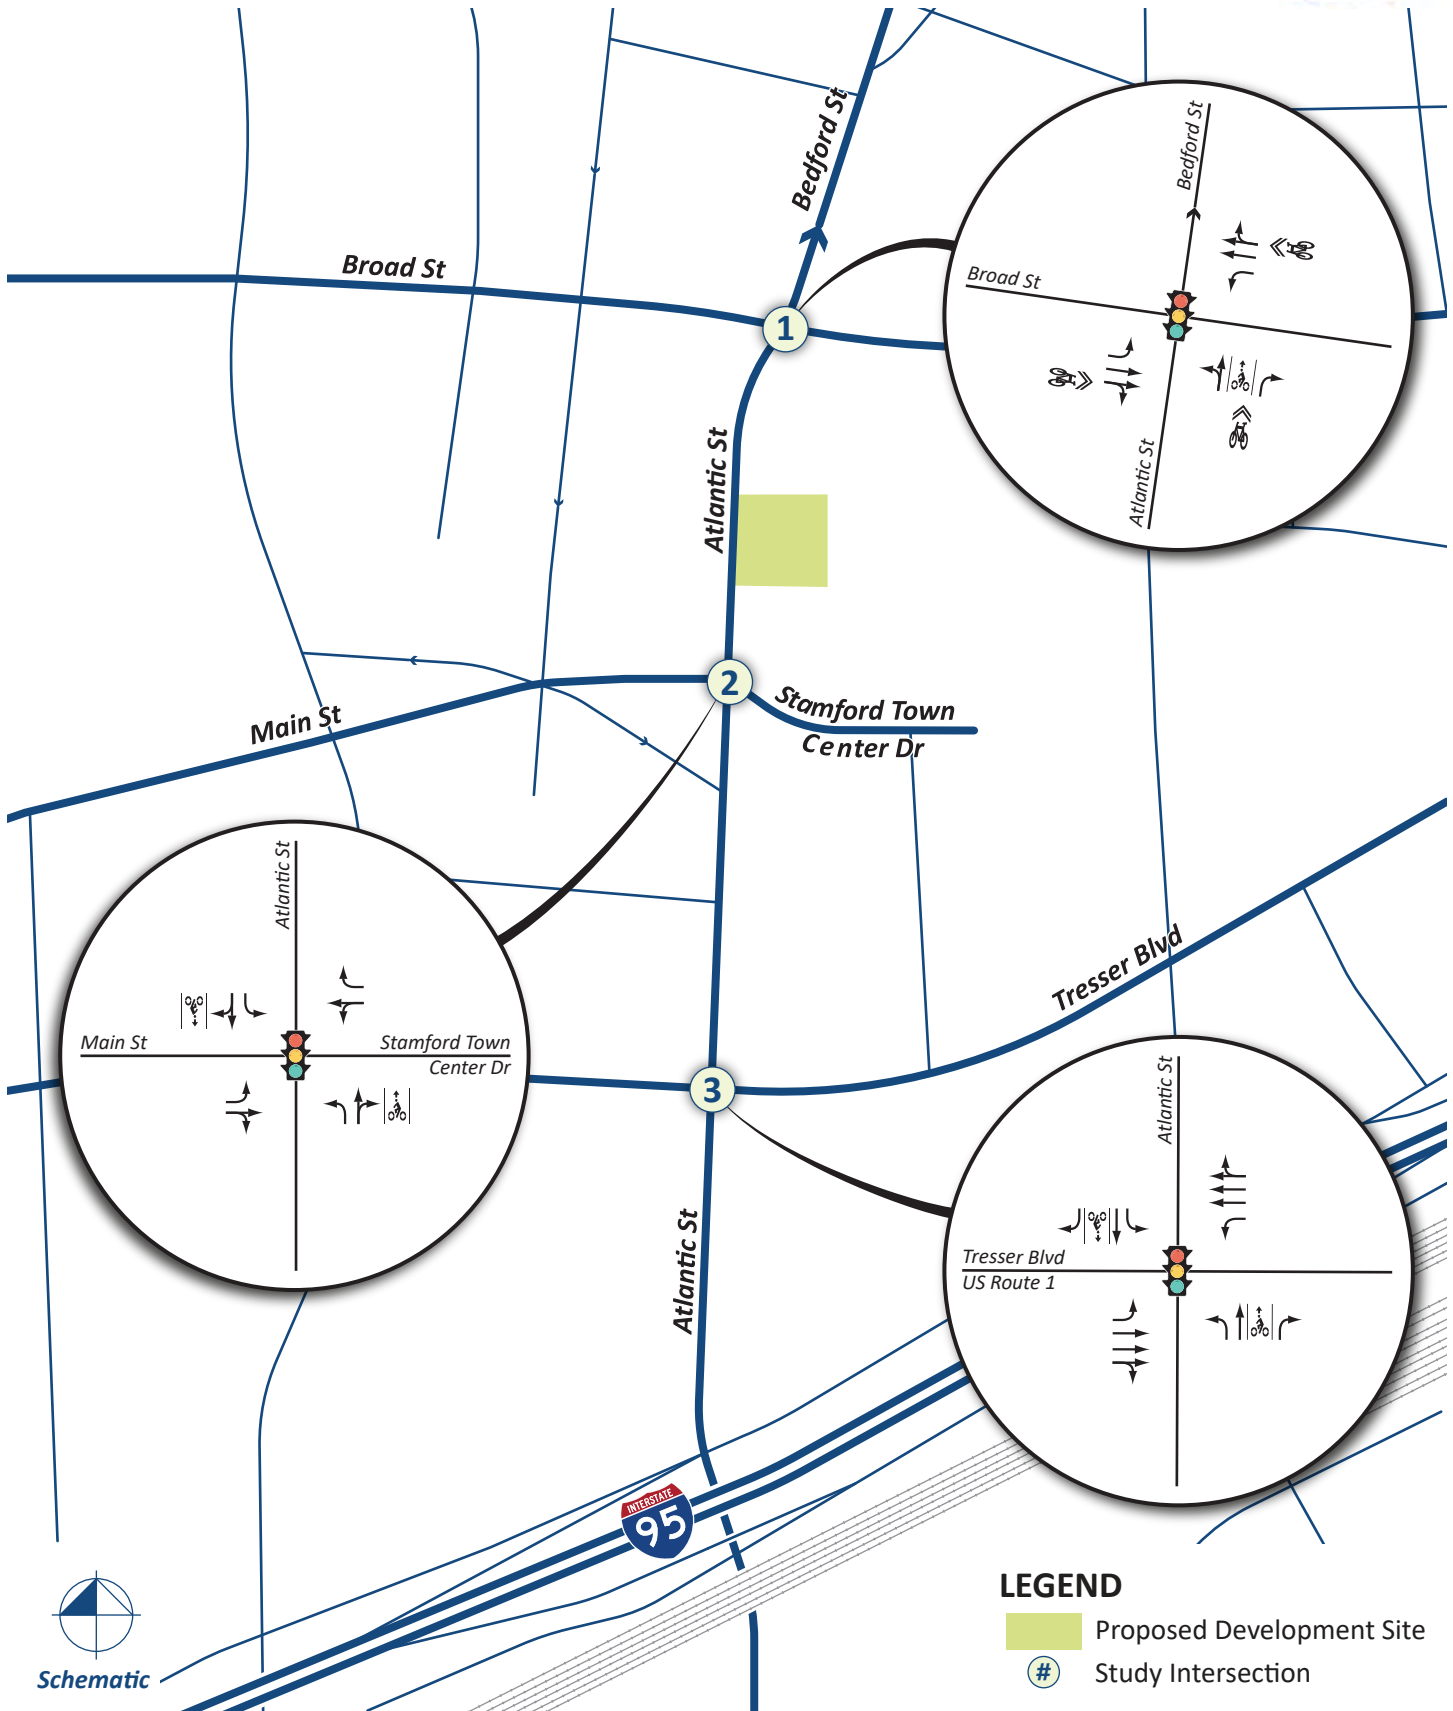 Bedford St
Broad St
1
Atlantic St
Bedford St
Broad St
Atlantic St
2
Main St
Stamford Town
Center Dr
Atlantic St
Main St
Stamford Town
Center Dr
Tresser Blvd
3
Atlantic St
Atlantic St
Tresser Blvd
US Route 1
INTERSTATE
95
Schematic
LEGEND
Proposed Development Site
# Study Intersection